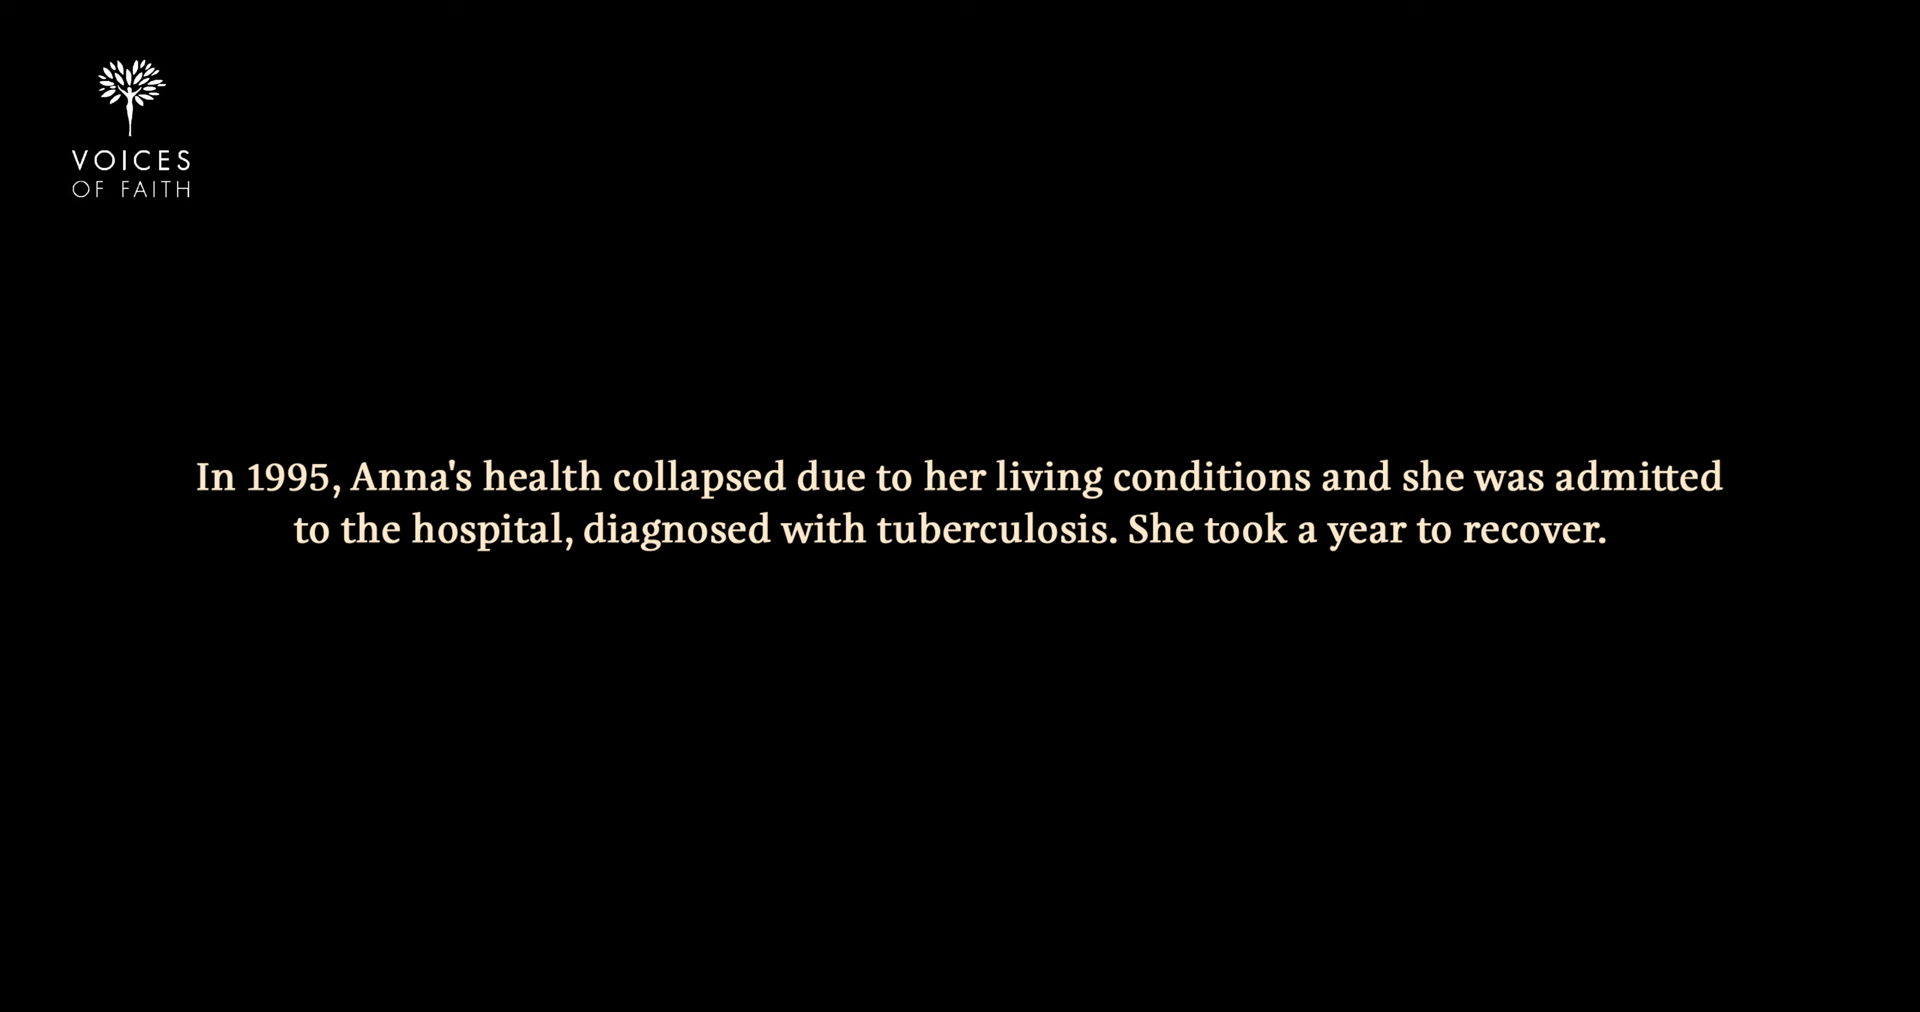 VOICES
OF FAITH
In 1995, Anna's health collapsed due to her living conditions and she was admitted
to the hospital, diagnosed with tuberculosis. She took a year to recover.